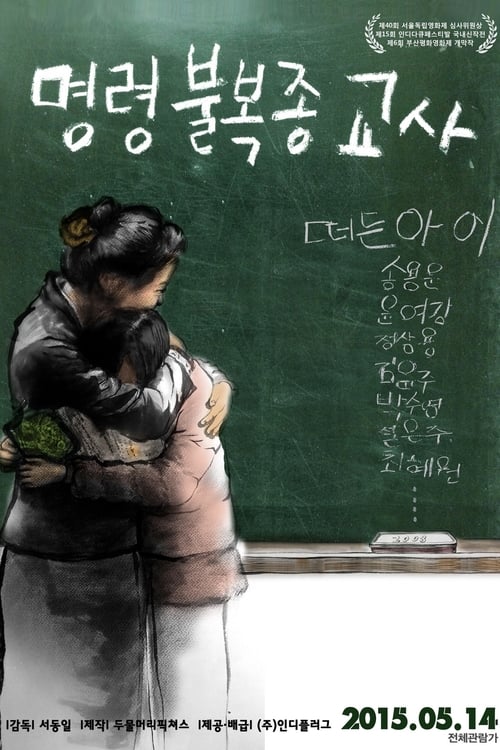 제40회 서울독립영화제 심사위원상
제15회 인디다큐페스티발 국내신작전
제6회 부산평화영화제 개막작
명령 불복종 교사
떠든아이
송용운
윤여강
정상용
김윤주
박수영
설은주
최혜원
2008
|감독| 서동일 |제작| 두물머리픽쳐스 |제공·배급| (주)인디플러그
2015.05.14
전체관람가